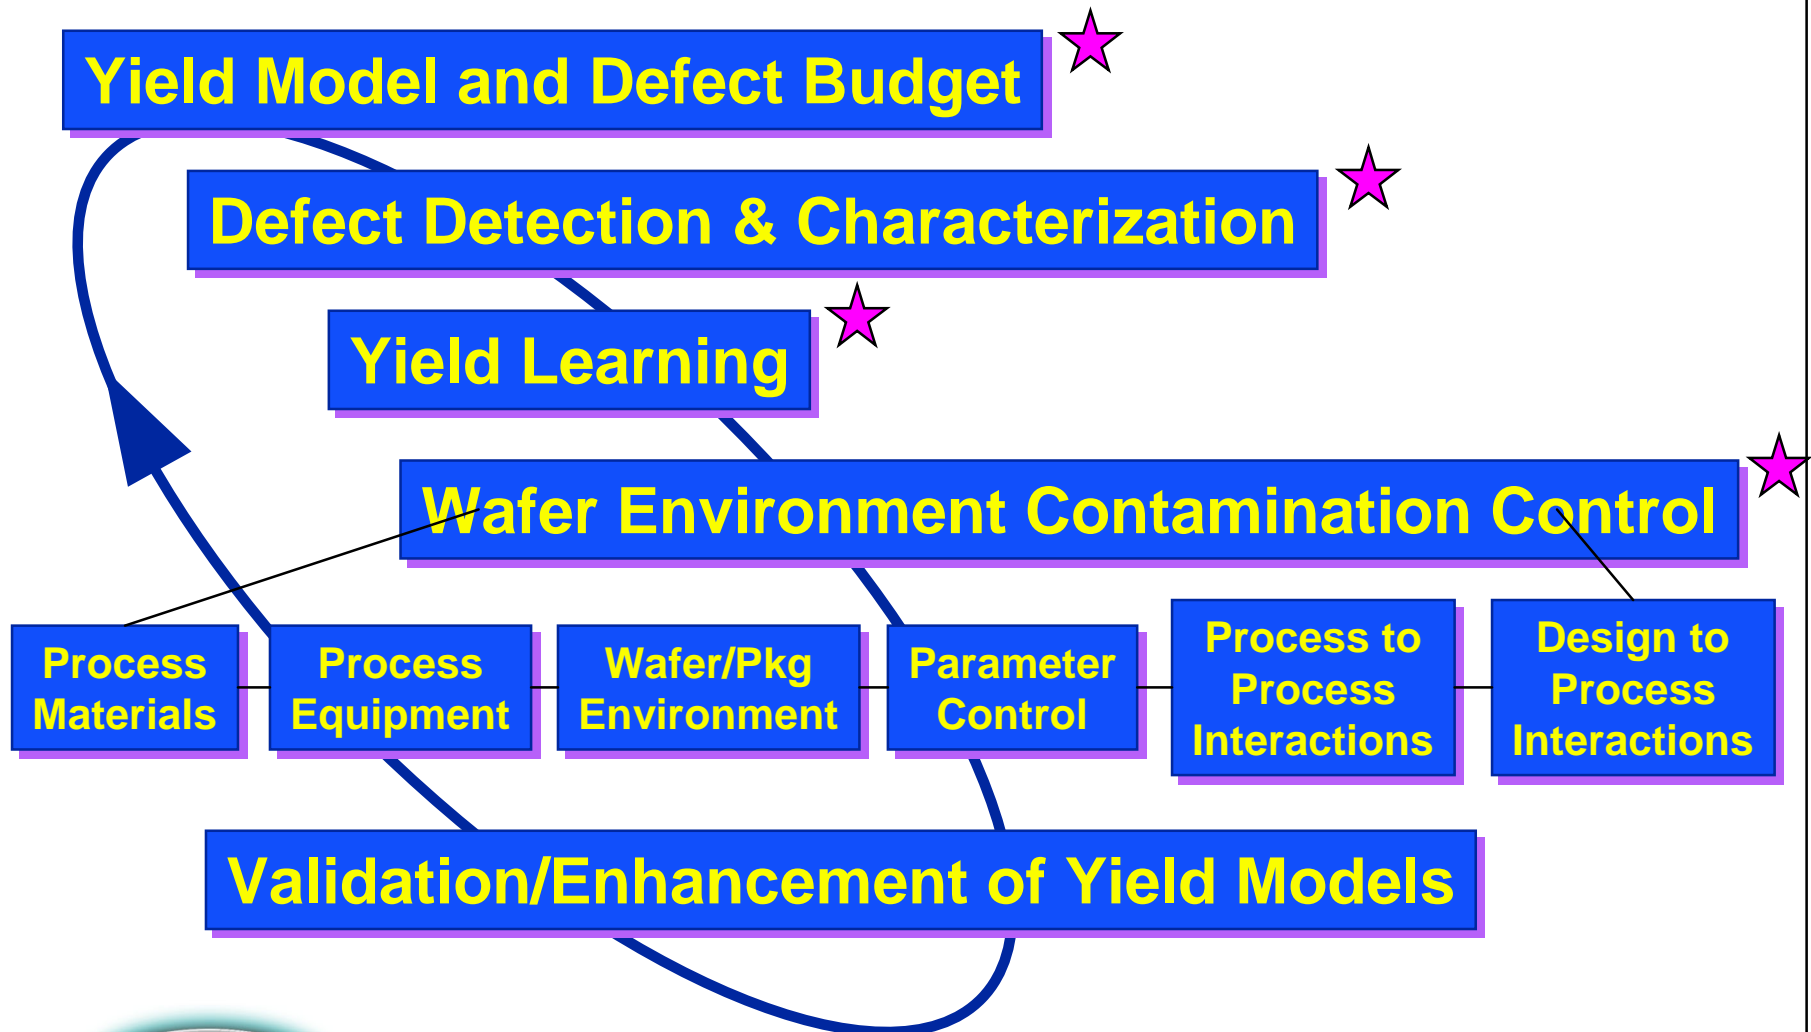 Yield Model and Defect Budget
Defect Detection & Characterization
Yield Learning
Wafer Environment Contamination Control
Process
Materials
Process
Equipment
Wafer/Pkg
Environment
Parameter
Control
Process to
Process
Interactions
Design to
Process
Interactions
Validation/Enhancement of Yield Models